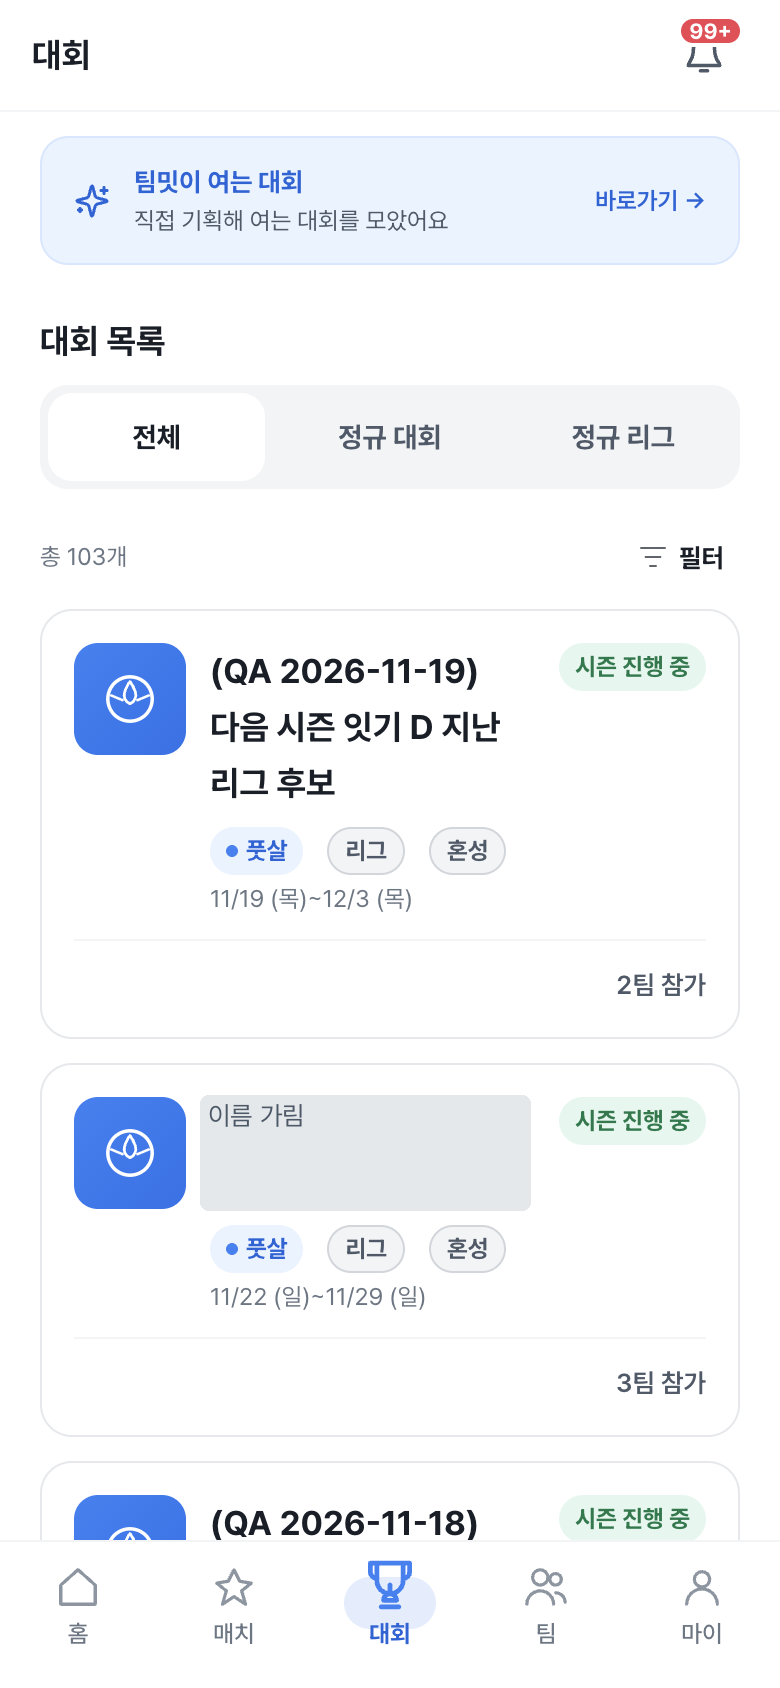 대회
99+
팀밋이 여는 대회
직접 기획해 여는 대회를 모았어요
바로가기 →
대회 목록
전체
정규 대회
정규 리그
총 103개
필터
(QA 2026-11-19)
다음 시즌 잇기 D 지난
리그 후보
시즌 진행 중
풋살
리그
혼성
11/19 (목)~12/3 (목)
2팀 참가
이름 가림
시즌 진행 중
풋살
리그
혼성
11/22 (일)~11/29 (일)
3팀 참가
(QA 2026-11-18)
시즌 진행 중
홈
매치
대회
팀
마이